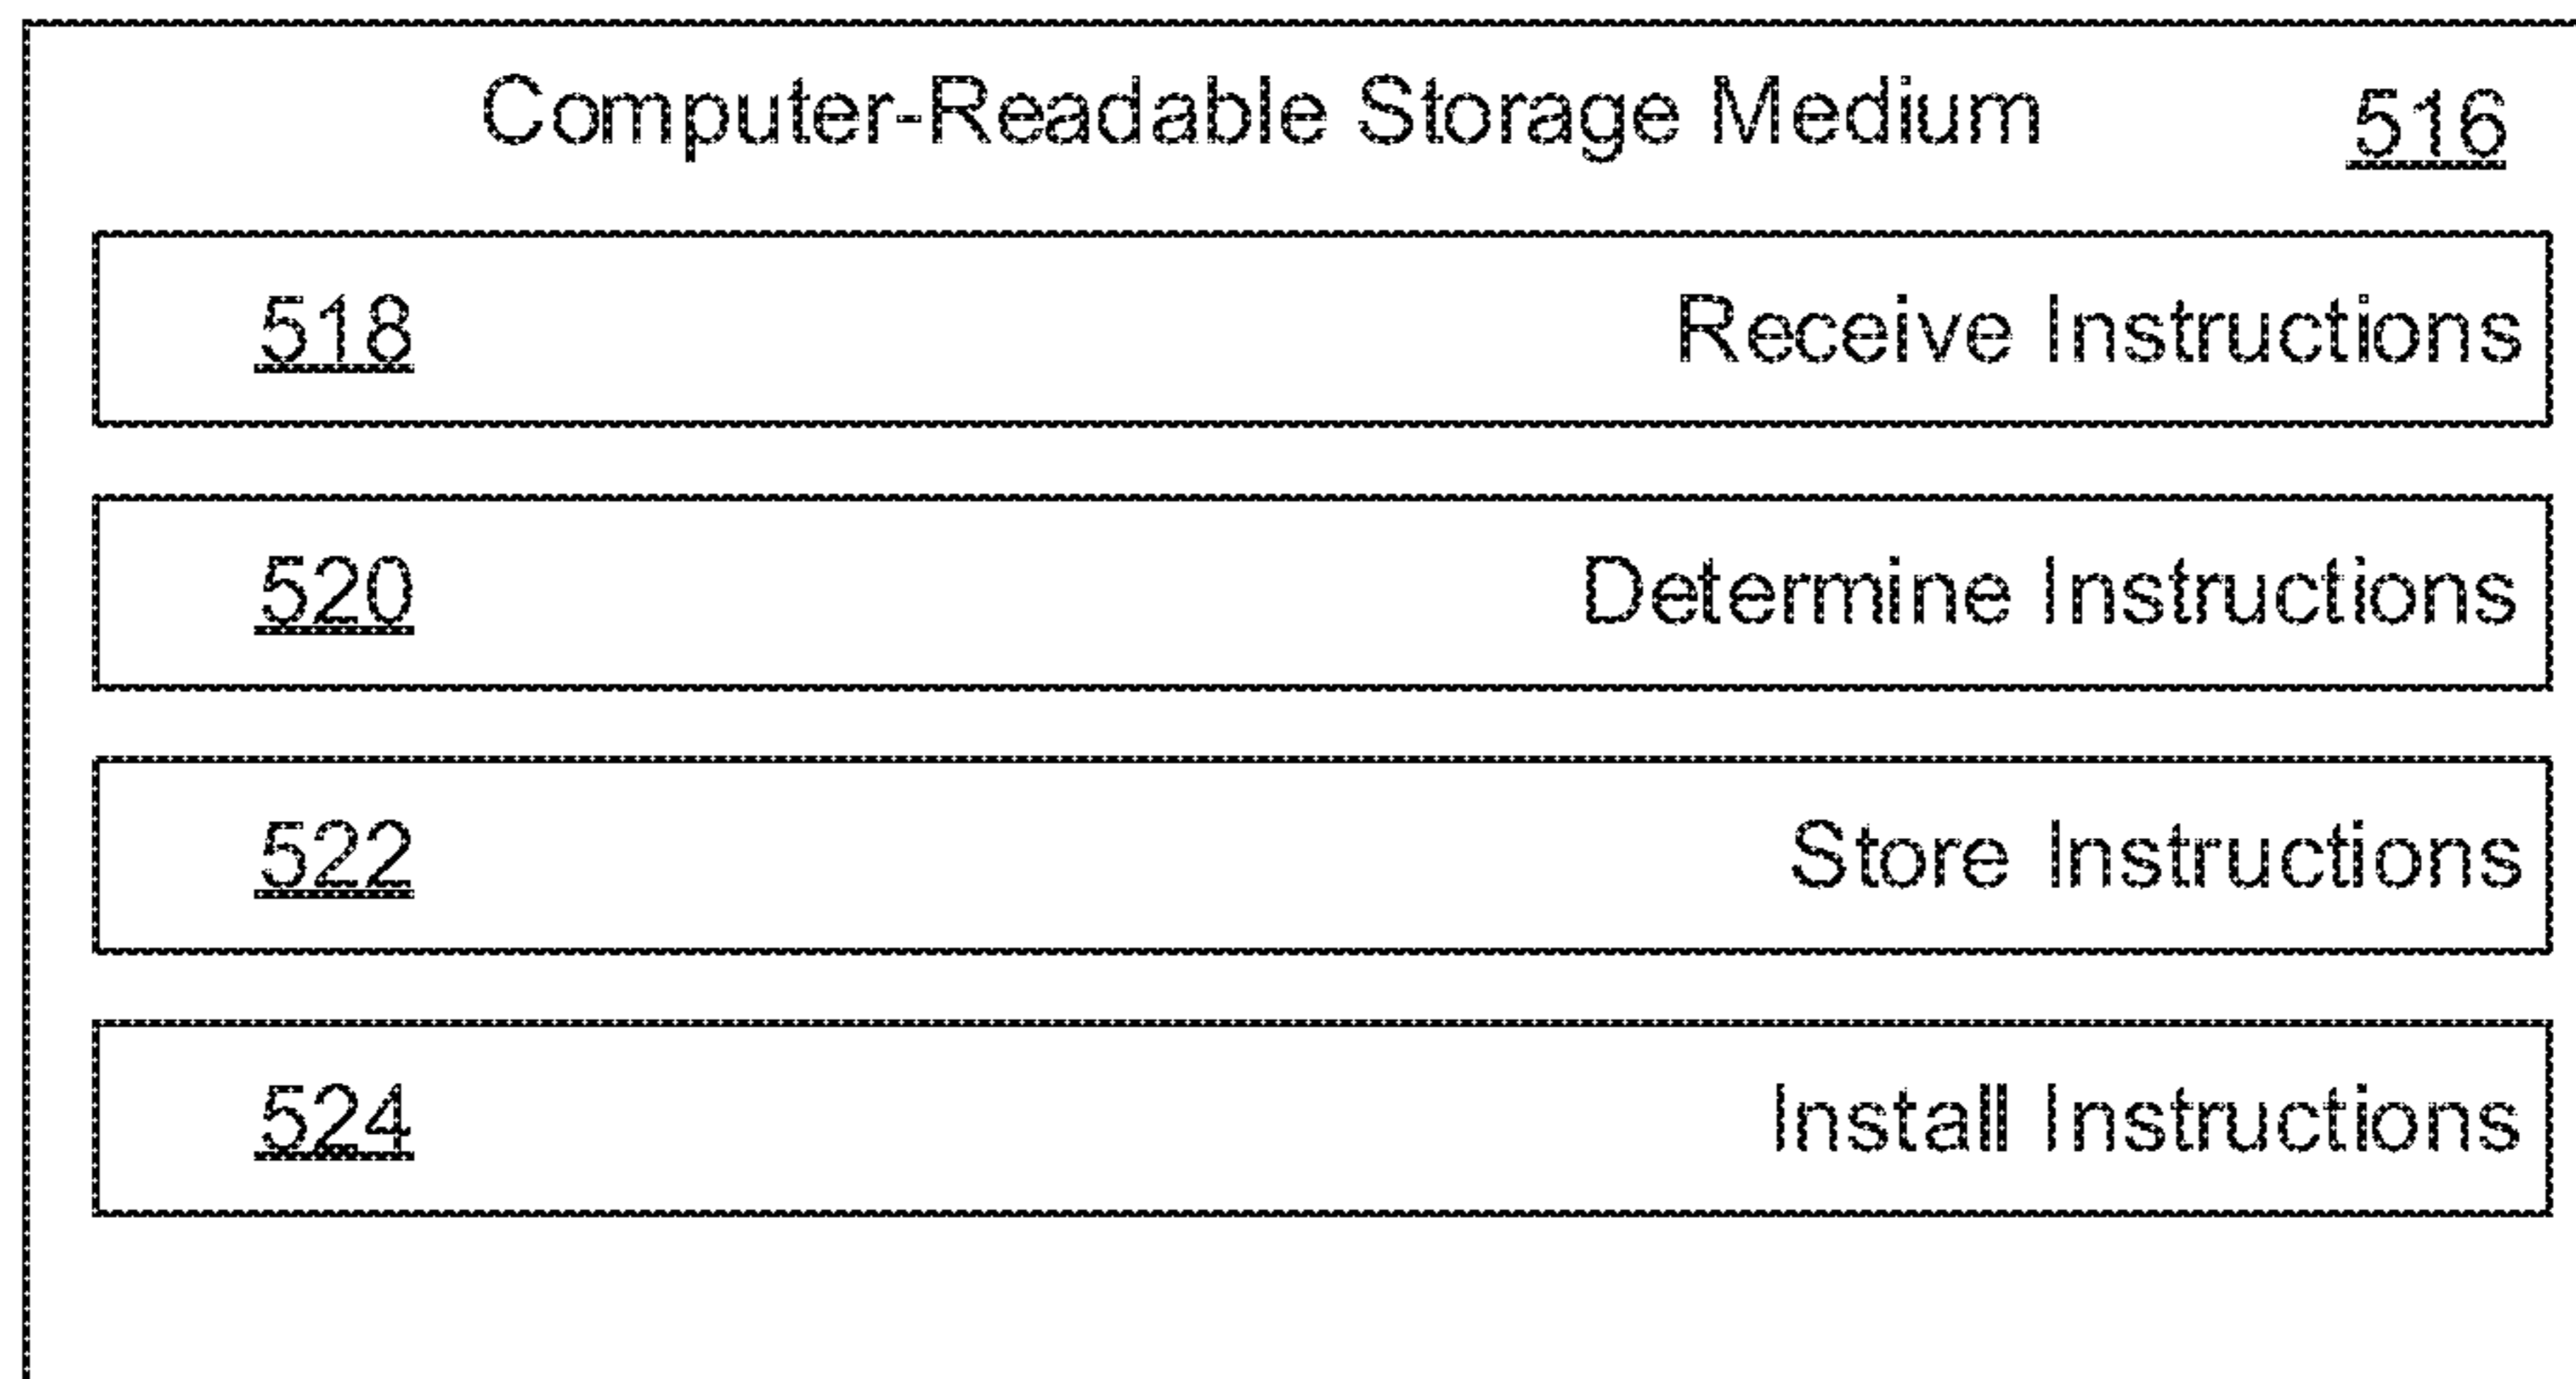 Computer-Readable Storage Medium 516
518 Receive Instructions
520 Determine Instructions
522 Store Instructions
524 Install Instructions